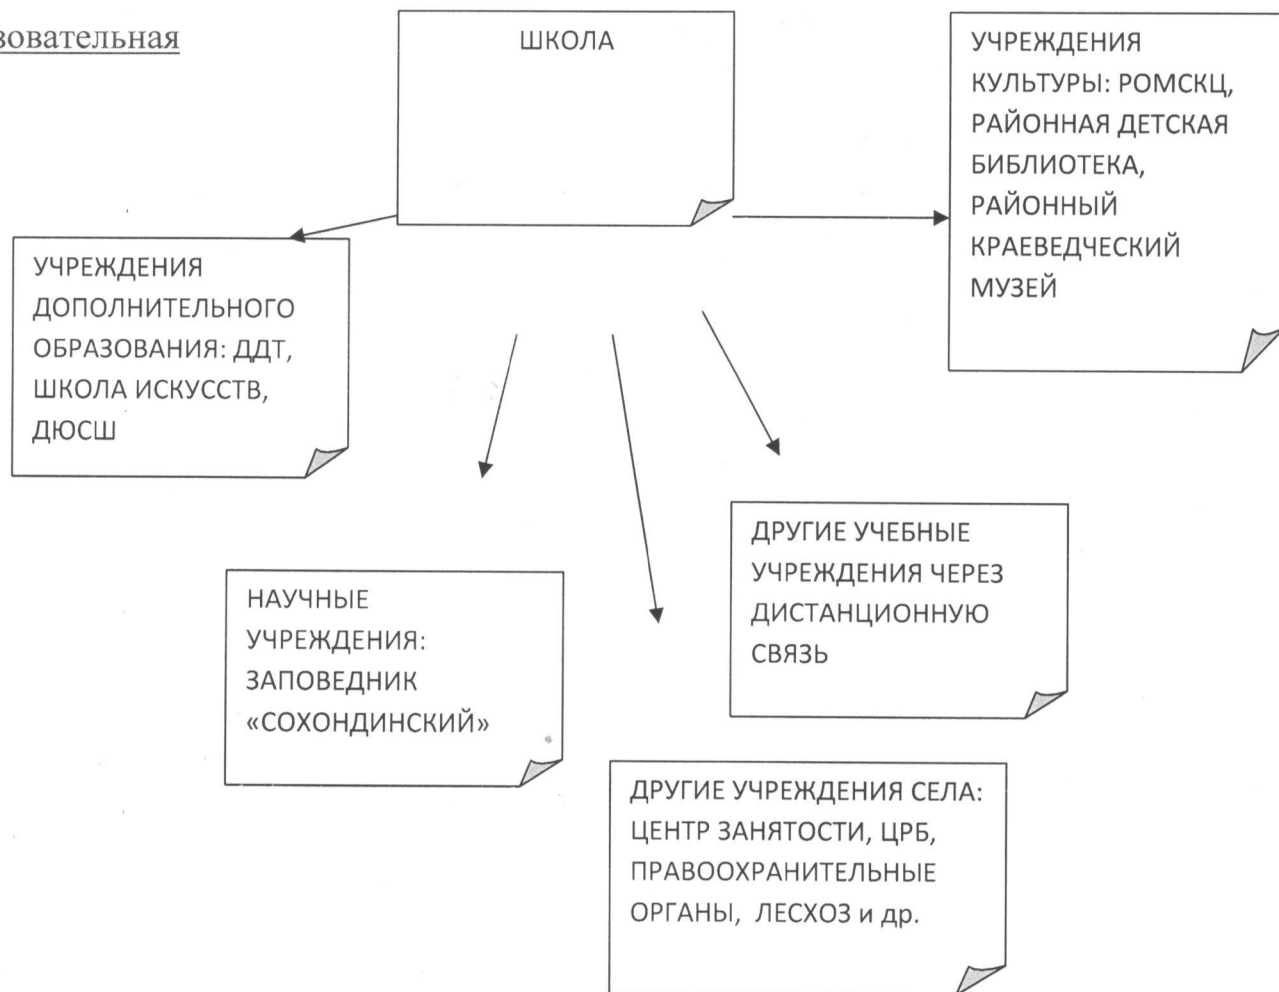 зовательная
ШКОЛА
УЧРЕЖДЕНИЯ
КУЛЬТУРЫ: РОМСКЦ,
РАЙОННАЯ ДЕТСКАЯ
БИБЛИОТЕКА,
РАЙОННЫЙ
КРАЕВЕДЧЕСКИЙ
МУЗЕЙ
УЧРЕЖДЕНИЯ
ДОПОЛНИТЕЛЬНОГО
ОБРАЗОВАНИЯ: ДДТ,
ШКОЛА ИСКУССТВ,
ДЮСШ
НАУЧНЫЕ
УЧРЕЖДЕНИЯ:
ЗАПОВЕДНИК
«СОХОНДИНСКИЙ»
ДРУГИЕ УЧЕБНЫЕ
УЧРЕЖДЕНИЯ ЧЕРЕЗ
ДИСТАНЦИОННУЮ
СВЯЗЬ
ДРУГИЕ УЧРЕЖДЕНИЯ СЕЛА:
ЦЕНТР ЗАНЯТОСТИ, ЦРБ,
ПРАВООХРАНИТЕЛЬНЫЕ
ОРГАНЫ,  ЛЕСХОЗ и др.